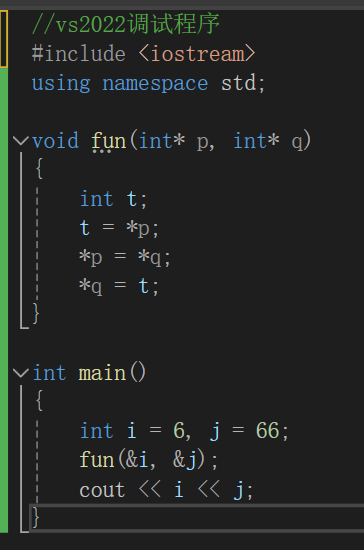 //vs2022调试程序
#include <iostream>
using namespace std;
void fun(int* p, int* q)
{
int t;
t = *p;
*p = *q;
*q = t;
}
int main()
{
int i = 6, j = 66;
fun(&i, &j);
cout << i << j;
}